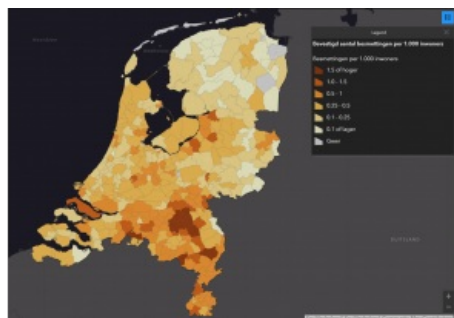 Legend
Bevestigd aantal besmettingen per 1.000 inwoners
Besmettingen per 1.000 inwoners
1.5 of hoger
1.0 - 1.5
0.5 - 1
0.25 - 0.5
0.1 - 0.25
0.1 of lager
Geen
DUITSLAND